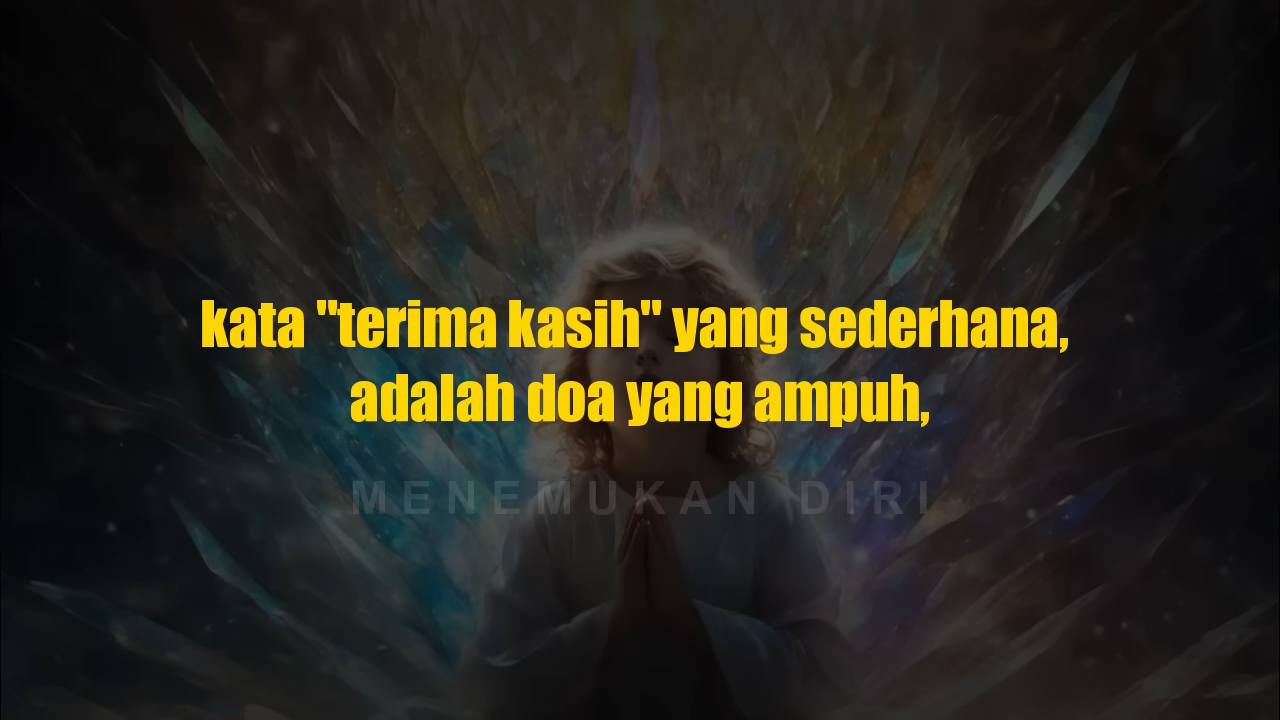 kata "terima kasih" yang sederhana,
adalah doa yang ampuh,
MENEMUKAN DIRI